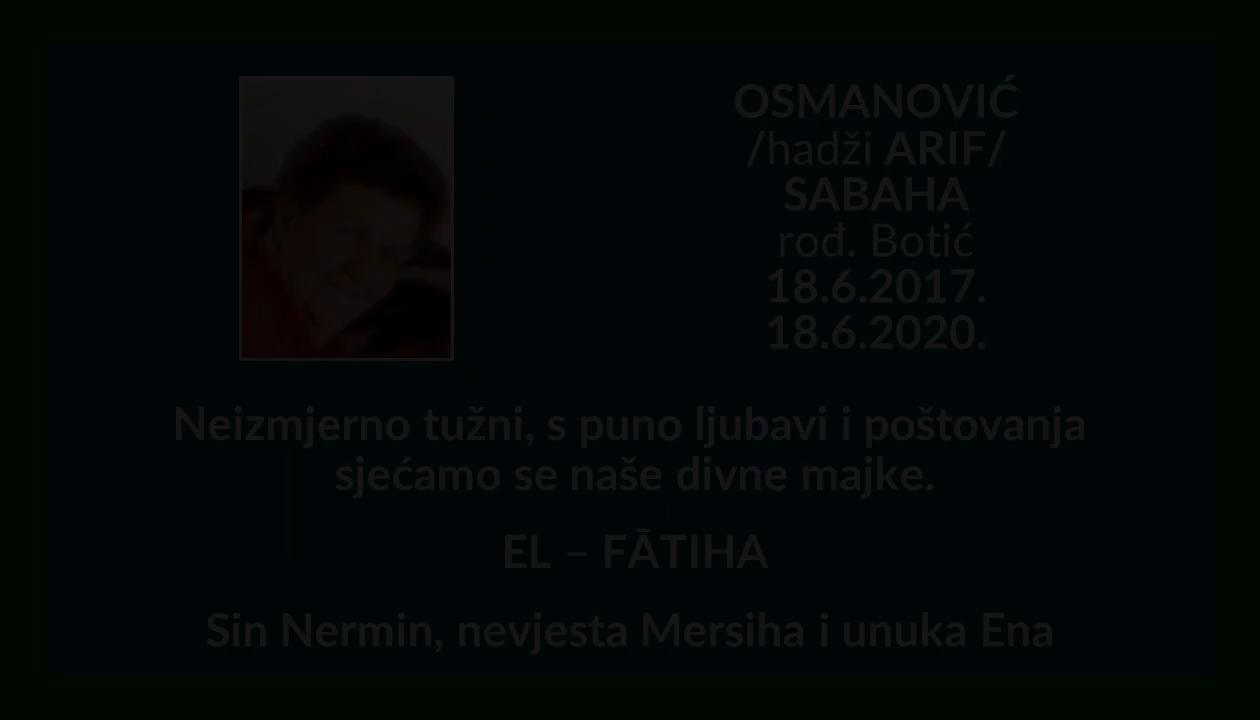 OSMANOVIĆ
/hadži ARIF/
SABAHA
rođ. Botić
18.6.2017.
18.6.2020.
Neizmjerno tužni, s puno ljubavi i poštovanja
sjećamo se naše divne majke.
EL – FĀTIHA
Sin Nermin, nevjesta Mersiha i unuka Ena